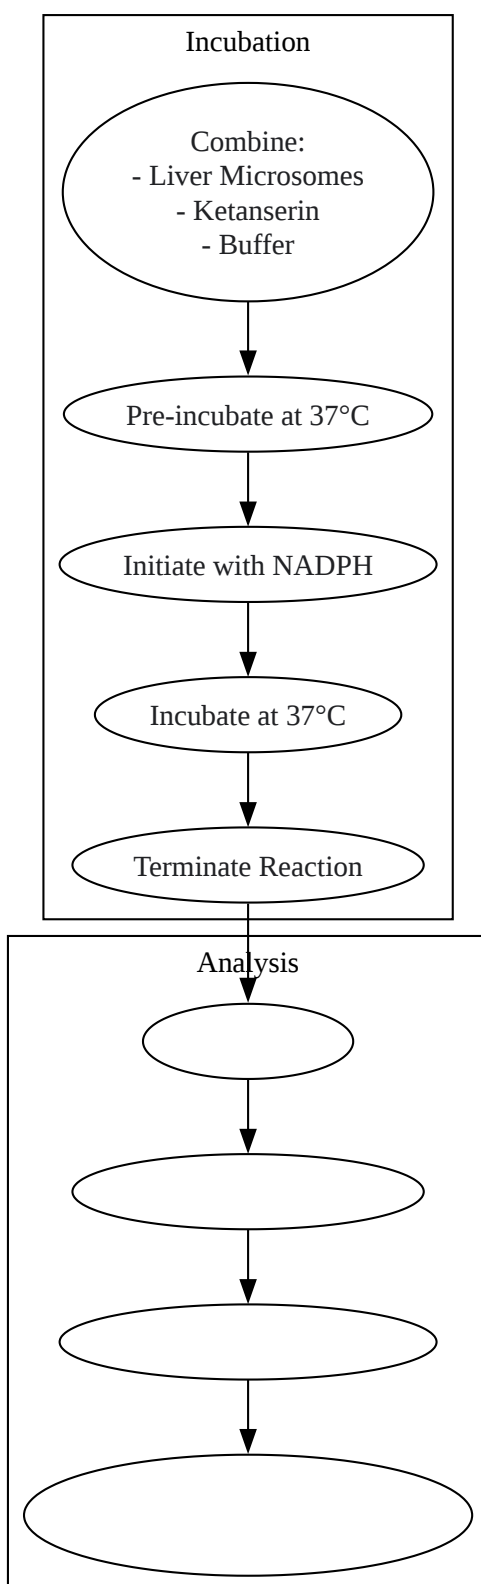 Incubation
Combine:
- Liver Microsomes
- Ketanserin
- Buffer
Pre-incubate at 37°C
Initiate with NADPH
Incubate at 37°C
Terminate Reaction
Analysis